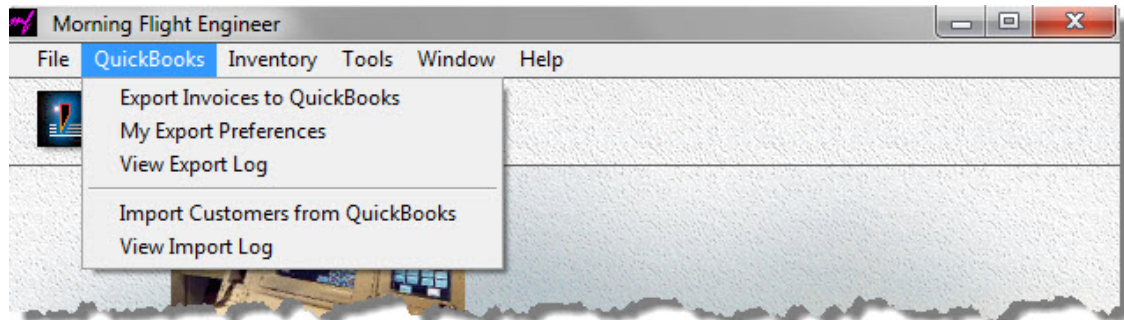 Morning Flight Engineer
File QuickBooks Inventory Tools Window Help
Export Invoices to QuickBooks
My Export Preferences
View Export Log
Import Customers from QuickBooks
View Import Log